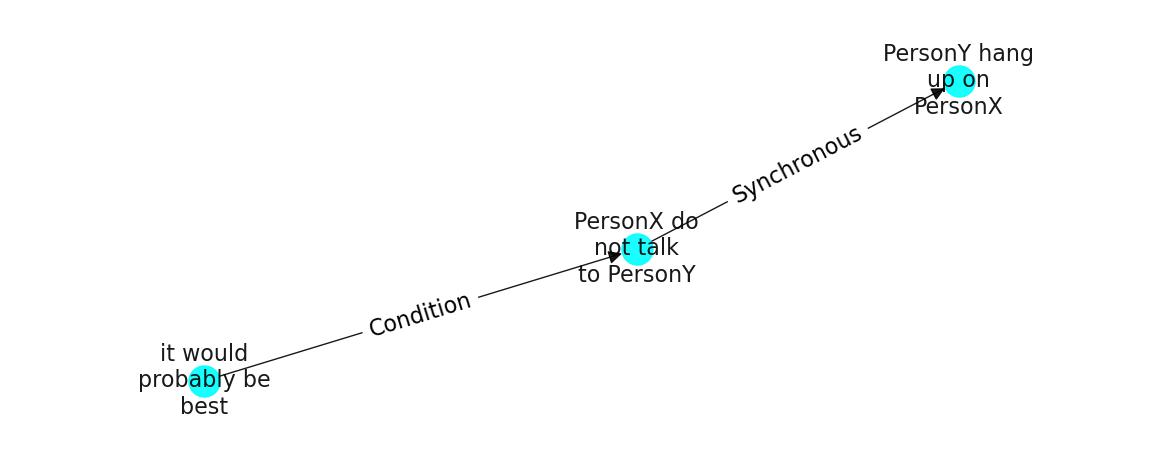 PersonY hang
up on
PersonX
Synchronous
PersonX do
not talk
to PersonY
Condition
it would
probably be
best